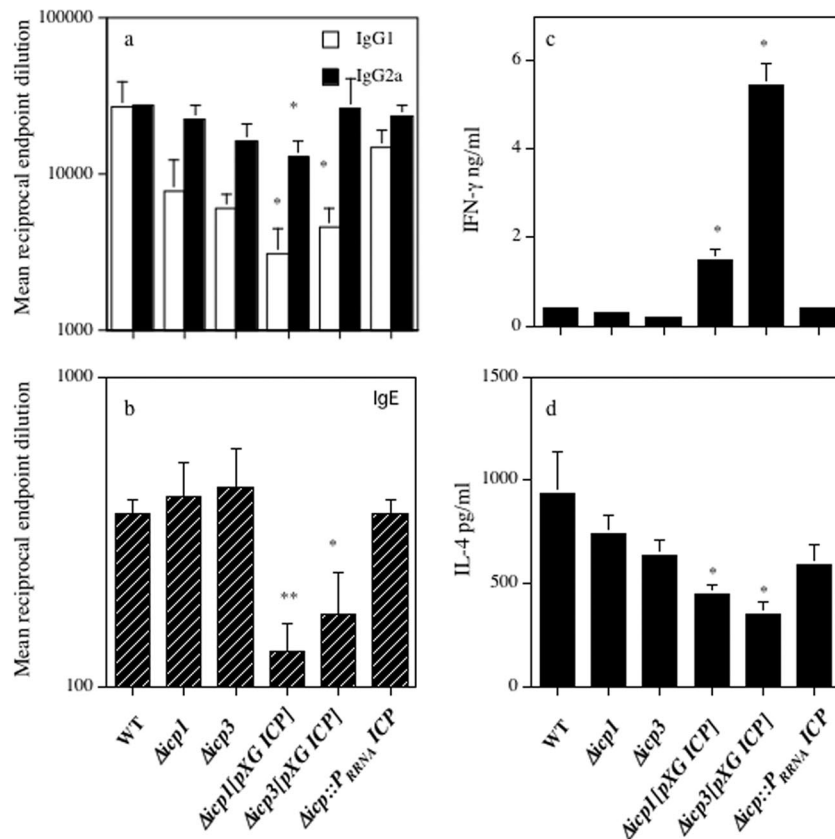 a
IgG1
IgG2a
Mean reciprocal endpoint dilution
100000
10000
1000
*
*
*
c
IFN-γ ng/ml
6
4
2
0
*
*
b
IgE
Mean reciprocal endpoint dilution
1000
100
**
*
WT
Δicp1
Δicp3
Δicp1[pXG ICP]
Δicp3[pXG ICP]
Δicp::P RRNA ICP
d
IL-4 pg/ml
1500
1000
500
0
*
*
WT
Δicp1
Δicp3
Δicp1[pXG ICP]
Δicp3[pXG ICP]
Δicp::P RRNA ICP